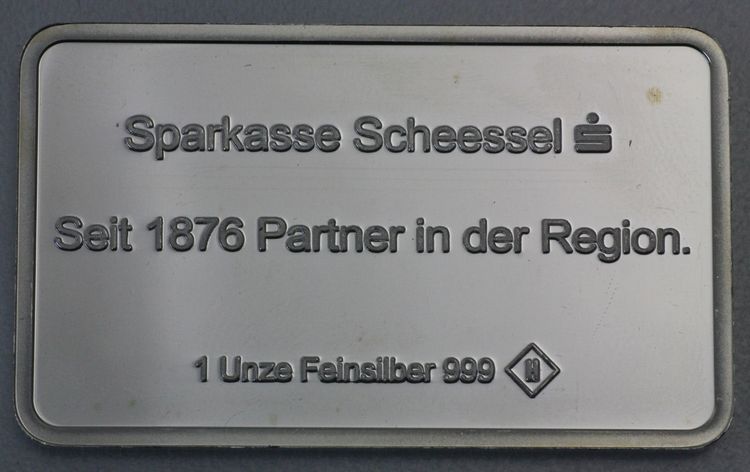 Sparkasse Scheessel
Seit 1876 Partner in der Region.
1 Unze Feinsilber 999